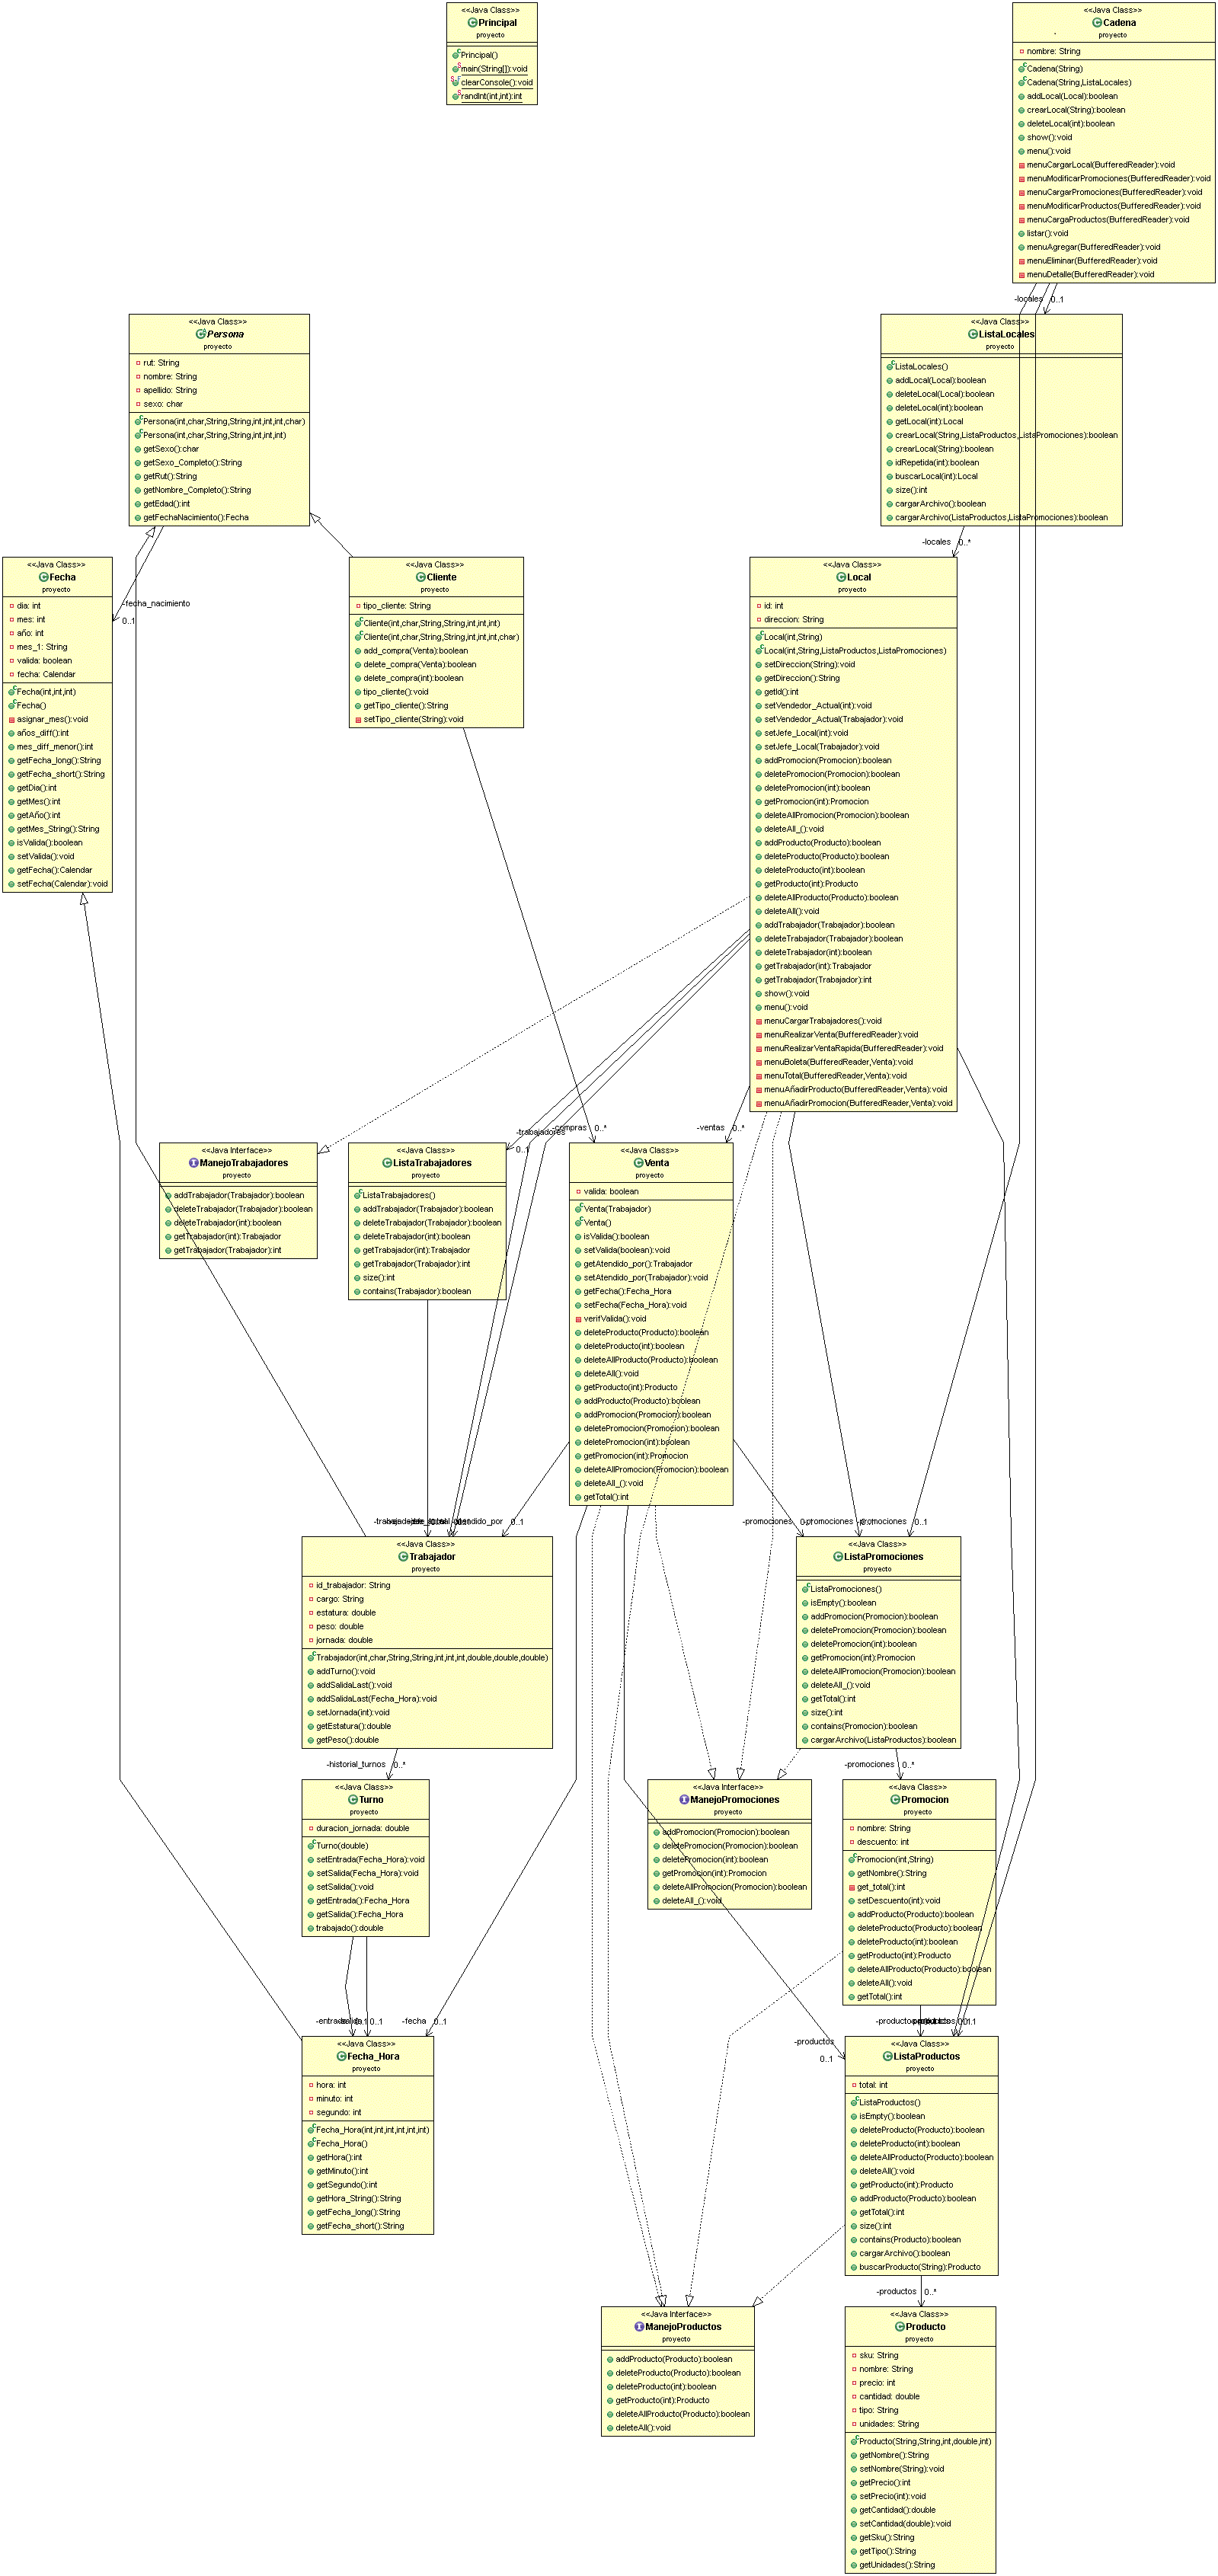 <<Java Class>>
Principal
proyecto
Principal()
main(String[]):void
clearConsole():void
randInt(int,int):int
<<Java Class>>
Cadena
proyecto
nombre: String
Cadena(String)
Cadena(String,ListaLocales)
addLocal(Local):boolean
crearLocal(String):boolean
deleteLocal(int):boolean
show():void
menu():void
menuCargarLocal(BufferedReader):void
menuModificarPromociones(BufferedReader):void
menuCargarPromociones(BufferedReader):void
menuModificarProductos(BufferedReader):void
menuCargaProductos(BufferedReader):void
listar():void
menuAgregar(BufferedReader):void
menuEliminar(BufferedReader):void
menuDetalle(BufferedReader):void
-locales 0..1
<<Java Class>>
Persona
proyecto
rut: String
nombre: String
apellido: String
sexo: char
Persona(int,char,String,String,int,int,int,char)
Persona(int,char,String,String,int,int,int)
getSexo():char
getSexo_Completo():String
getRut():String
getNombre_Completo():String
getEdad():int
getFechaNacimiento():Fecha
<<Java Class>>
ListaLocales
proyecto
ListaLocales()
addLocal(Local):boolean
deleteLocal(Local):boolean
deleteLocal(int):boolean
getLocal(int):Local
crearLocal(String,ListaProductos,ListaPromociones):boolean
crearLocal(String):boolean
idRepetida(int):boolean
buscarLocal(int):Local
size():int
cargarArchivo():boolean
cargarArchivo(ListaProductos,ListaPromociones):boolean
-locales 0..*
<<Java Class>>
Fecha
proyecto
dia: int
mes: int
año: int
mes_1: String
valida: boolean
fecha: Calendar
Fecha(int,int,int)
Fecha()
asignar_mes():void
años_diff():int
mes_diff_menor():int
getFecha_long():String
getFecha_short():String
getDia():int
getMes():int
getAño():int
getMes_String():String
isValida():boolean
setValida():void
getFecha():Calendar
setFecha(Calendar):void
-fecha_nacimiento
0..1
<<Java Class>>
Cliente
proyecto
tipo_cliente: String
Cliente(int,char,String,String,int,int,int)
Cliente(int,char,String,String,int,int,int,char)
add_compra(Venta):boolean
delete_compra(Venta):boolean
delete_compra(int):boolean
tipo_cliente():void
getTipo_cliente():String
setTipo_cliente(String):void
<<Java Class>>
Local
proyecto
id: int
direccion: String
Local(int,String)
Local(int,String,ListaProductos,ListaPromociones)
setDireccion(String):void
getDireccion():String
getId():int
setVendedor_Actual(int):void
setVendedor_Actual(Trabajador):void
setJefe_Local(int):void
setJefe_Local(Trabajador):void
addPromocion(Promocion):boolean
deletePromocion(Promocion):boolean
deletePromocion(int):boolean
getPromocion(int):Promocion
deleteAllPromocion(Promocion):boolean
deleteAll_():void
addProducto(Producto):boolean
deleteProducto(Producto):boolean
deleteProducto(int):boolean
getProducto(int):Producto
deleteAllProducto(Producto):boolean
deleteAll():void
addTrabajador(Trabajador):boolean
deleteTrabajador(Trabajador):boolean
deleteTrabajador(int):boolean
getTrabajador(int):Trabajador
getTrabajador(Trabajador):int
show():void
menu():void
menuCargarTrabajadores():void
menuRealizarVenta(BufferedReader):void
menuRealizarVentaRapida(BufferedReader):void
menuBoleta(BufferedReader,Venta):void
menuTotal(BufferedReader,Venta):void
menuAñadirProducto(BufferedReader,Venta):void
menuAñadirPromocion(BufferedReader,Venta):void
-trabajadores
0..1
-compras 0..*
-ventas 0..*
<<Java Interface>>
ManejoTrabajadores
proyecto
addTrabajador(Trabajador):boolean
deleteTrabajador(Trabajador):boolean
deleteTrabajador(int):boolean
getTrabajador(int):Trabajador
getTrabajador(Trabajador):int
<<Java Class>>
ListaTrabajadores
proyecto
ListaTrabajadores()
addTrabajador(Trabajador):boolean
deleteTrabajador(Trabajador):boolean
deleteTrabajador(int):boolean
getTrabajador(int):Trabajador
getTrabajador(Trabajador):int
size():int
contains(Trabajador):boolean
<<Java Class>>
Venta
proyecto
valida: boolean
Venta(Trabajador)
Venta()
isValida():boolean
setValida(boolean):void
getAtendido_por():Trabajador
setAtendido_por(Trabajador):void
getFecha():Fecha_Hora
setFecha(Fecha_Hora):void
verifValida():void
deleteProducto(Producto):boolean
deleteProducto(int):boolean
deleteAllProducto(Producto):boolean
deleteAll():void
getProducto(int):Producto
addProducto(Producto):boolean
addPromocion(Promocion):boolean
deletePromocion(Promocion):boolean
deletePromocion(int):boolean
getPromocion(int):Promocion
deleteAllPromocion(Promocion):boolean
deleteAll_():void
getTotal():int
0..1
-promociones
-promociones
0..1
<<Java Class>>
Trabajador
proyecto
id_trabajador: String
cargo: String
estatura: double
peso: double
jornada: double
Trabajador(int,char,String,String,int,int,int,double,double,double)
addTurno():void
addSalidaLast():void
addSalidaLast(Fecha_Hora):void
setJornada(int):void
getEstatura():double
getPeso():double
-historial_turnos 0..*
<<Java Class>>
ListaPromociones
proyecto
ListaPromociones()
isEmpty():boolean
addPromocion(Promocion):boolean
deletePromocion(Promocion):boolean
deletePromocion(int):boolean
getPromocion(int):Promocion
deleteAllPromocion(Promocion):boolean
deleteAll_():void
getTotal():int
size():int
contains(Promocion):boolean
cargarArchivo(ListaProductos):boolean
-promociones 0..*
<<Java Class>>
Turno
proyecto
duracion_jornada: double
Turno(double)
setEntrada(Fecha_Hora):void
setSalida(Fecha_Hora):void
setSalida():void
getEntrada():Fecha_Hora
getSalida():Fecha_Hora
trabajado():double
<<Java Interface>>
ManejoPromociones
proyecto
addPromocion(Promocion):boolean
deletePromocion(Promocion):boolean
deletePromocion(int):boolean
getPromocion(int):Promocion
deleteAllPromocion(Promocion):boolean
deleteAll_():void
<<Java Class>>
Promocion
proyecto
nombre: String
descuento: int
Promocion(int,String)
getNombre():String
get_total():int
setDescuento(int):void
addProducto(Producto):boolean
deleteProducto(Producto):boolean
deleteProducto(int):boolean
getProducto(int):Producto
deleteAllProducto(Producto):boolean
deleteAll():void
getTotal():int
0..1
-fecha 0..1
-productos
0..1
<<Java Class>>
Fecha_Hora
proyecto
hora: int
minuto: int
segundo: int
Fecha_Hora(int,int,int,int,int,int)
Fecha_Hora()
getHora():int
getMinuto():int
getSegundo():int
getHora_String():String
getFecha_long():String
getFecha_short():String
<<Java Class>>
ListaProductos
proyecto
total: int
ListaProductos()
isEmpty():boolean
deleteProducto(Producto):boolean
deleteProducto(int):boolean
deleteAllProducto(Producto):boolean
deleteAll():void
getProducto(int):Producto
addProducto(Producto):boolean
getTotal():int
size():int
contains(Producto):boolean
cargarArchivo():boolean
buscarProducto(String):Producto
-productos 0..*
<<Java Interface>>
ManejoProductos
proyecto
addProducto(Producto):boolean
deleteProducto(Producto):boolean
deleteProducto(int):boolean
getProducto(int):Producto
deleteAllProducto(Producto):boolean
deleteAll():void
<<Java Class>>
Producto
proyecto
sku: String
nombre: String
precio: int
cantidad: double
tipo: String
unidades: String
Producto(String,String,int,double,int)
getNombre():String
setNombre(String):void
getPrecio():int
setPrecio(int):void
getCantidad():double
setCantidad(double):void
getSku():String
getTipo():String
getUnidades():String